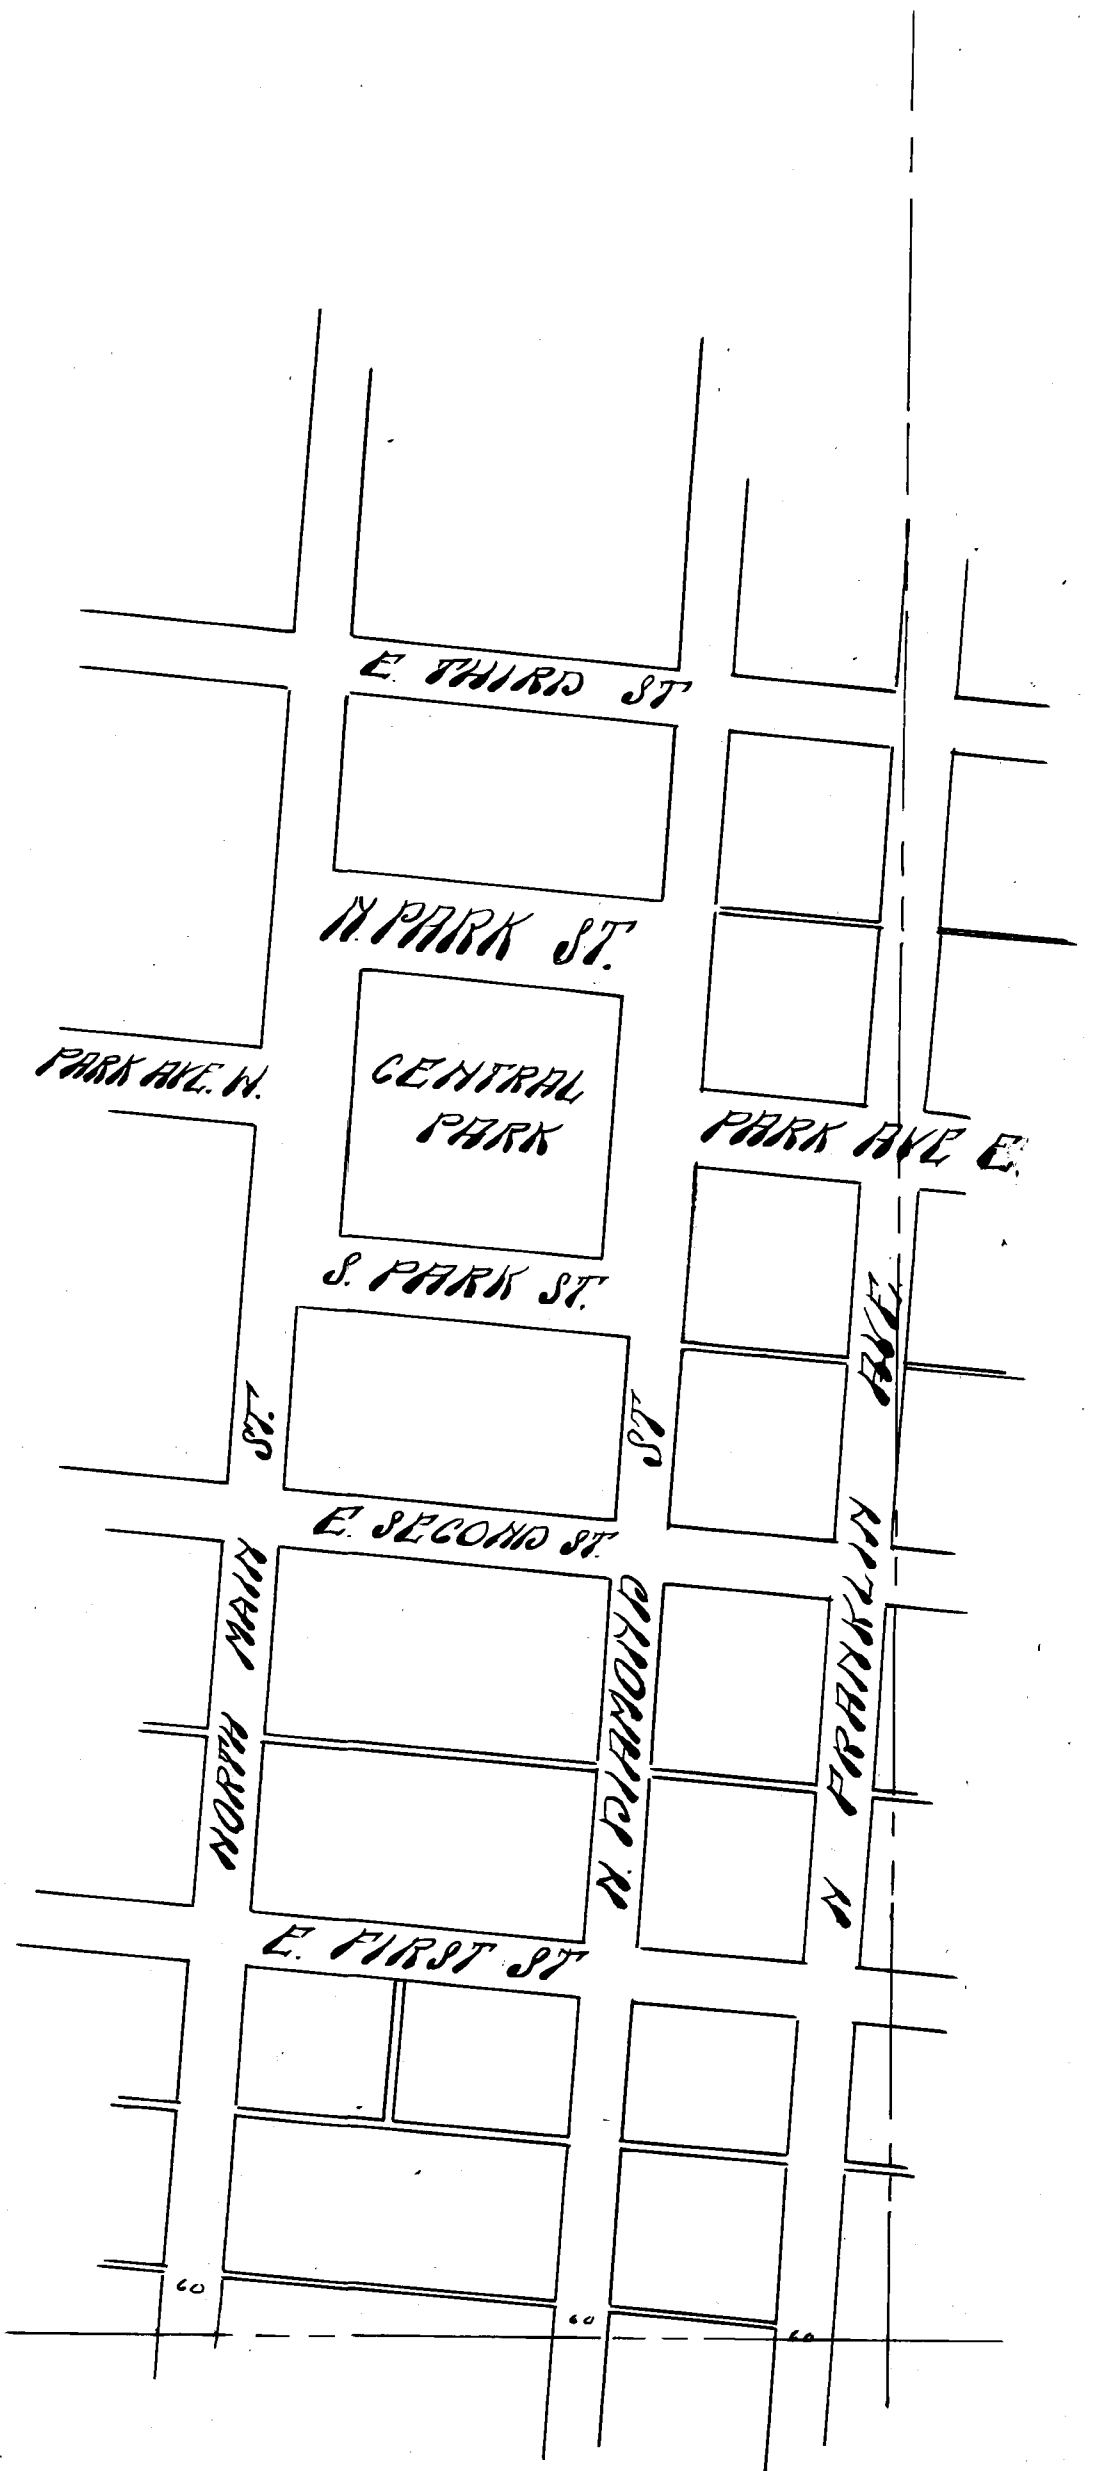 E. THIRD ST
N. PARK ST.
CENTRAL
PARK
PARK AVE. W.
PARK AVE E.
S. PARK ST.
E. SECOND ST.
NORTH MAIN ST.
N. DIAMOND ST
N FRANKLIN AVE.
E. FIRST ST
60
60
60